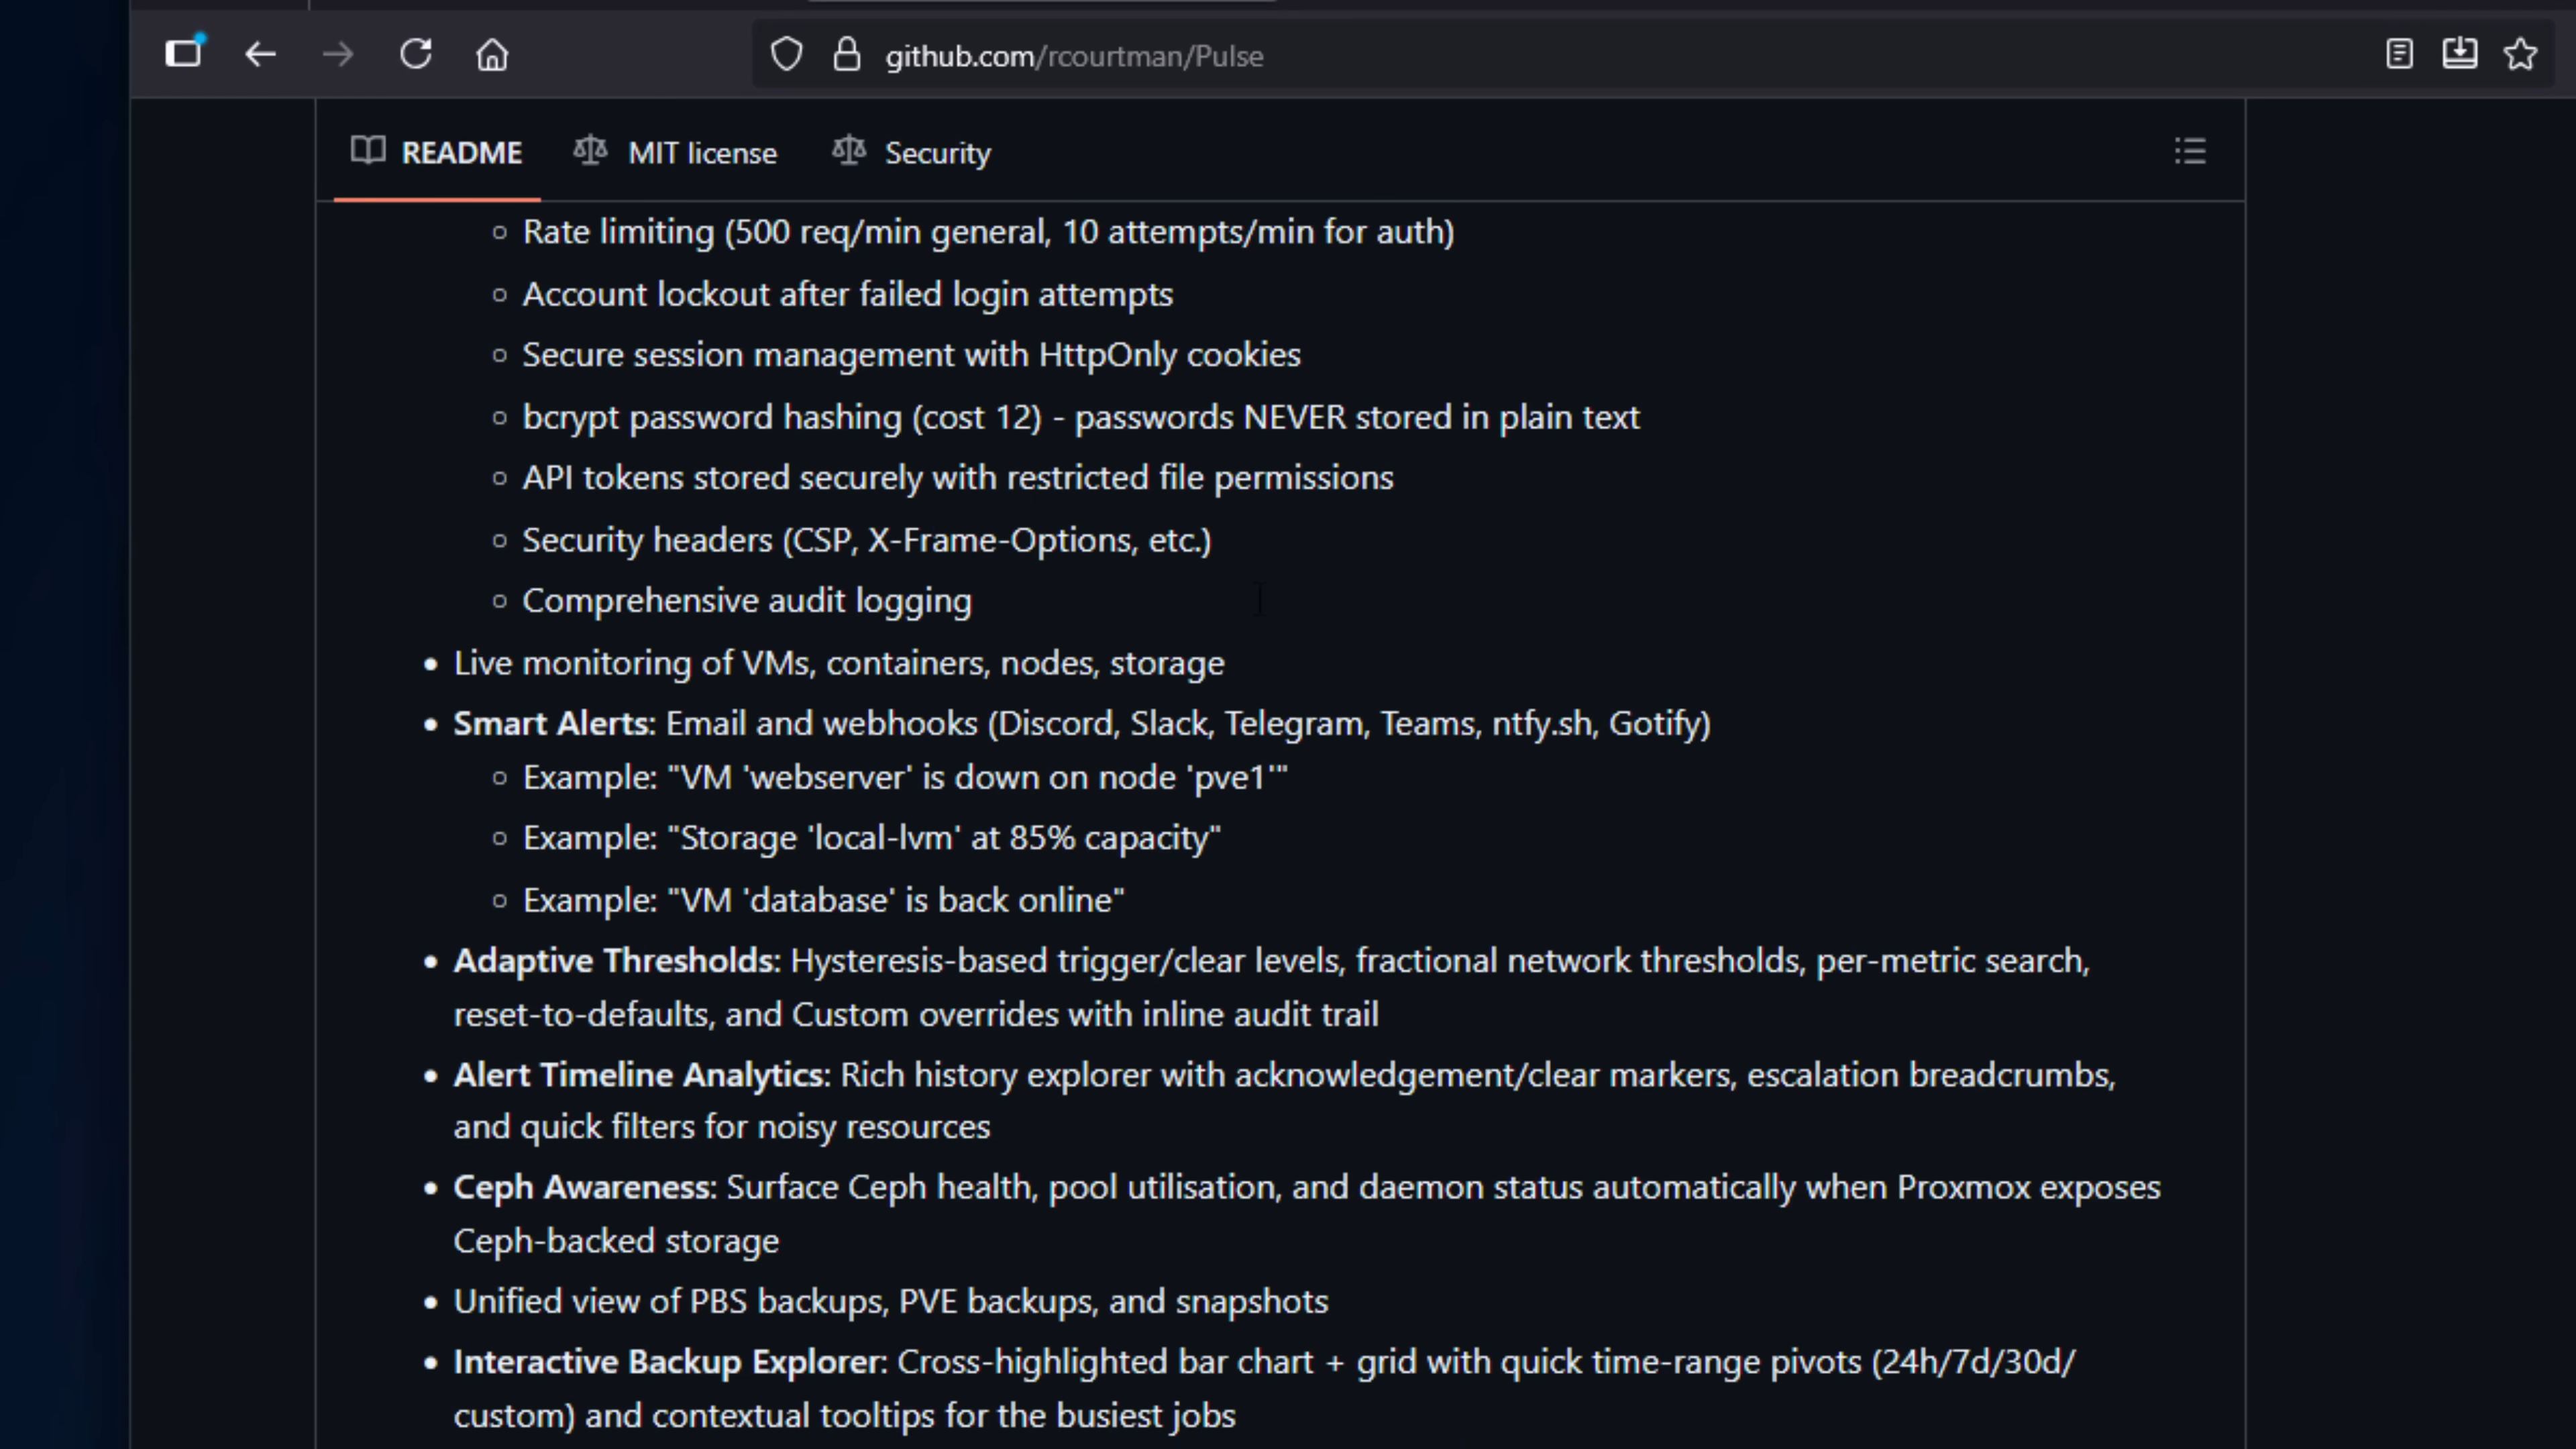 github.com/rcourtman/Pulse
README MIT license Security
Rate limiting (500 req/min general, 10 attempts/min for auth)
Account lockout after failed login attempts
Secure session management with HttpOnly cookies
bcrypt password hashing (cost 12) - passwords NEVER stored in plain text
API tokens stored securely with restricted file permissions
Security headers (CSP, X-Frame-Options, etc.)
Comprehensive audit logging
Live monitoring of VMs, containers, nodes, storage
Smart Alerts: Email and webhooks (Discord, Slack, Telegram, Teams, ntfy.sh, Gotify)
Example: "VM 'webserver' is down on node 'pve1'"
Example: "Storage 'local-lvm' at 85% capacity"
Example: "VM 'database' is back online"
Adaptive Thresholds: Hysteresis-based trigger/clear levels, fractional network thresholds, per-metric search,
reset-to-defaults, and Custom overrides with inline audit trail
Alert Timeline Analytics: Rich history explorer with acknowledgement/clear markers, escalation breadcrumbs,
and quick filters for noisy resources
Ceph Awareness: Surface Ceph health, pool utilisation, and daemon status automatically when Proxmox exposes
Ceph-backed storage
Unified view of PBS backups, PVE backups, and snapshots
Interactive Backup Explorer: Cross-highlighted bar chart + grid with quick time-range pivots (24h/7d/30d/
custom) and contextual tooltips for the busiest jobs